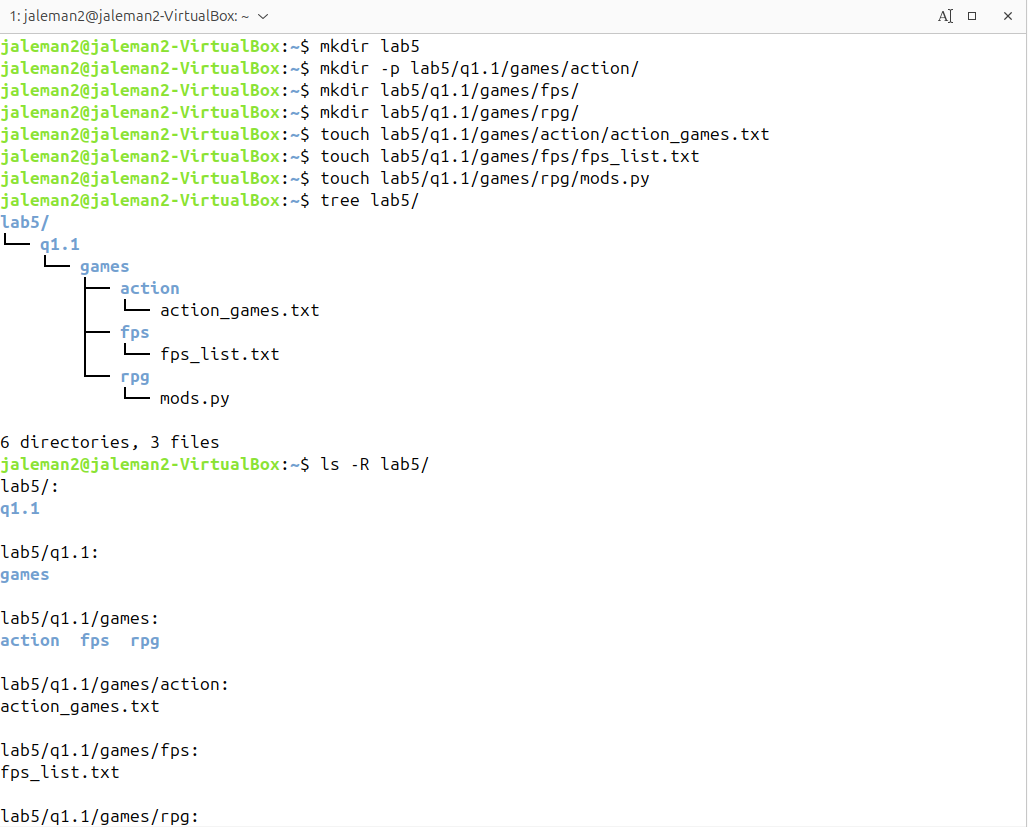 1: jaleman2@jaleman2-VirtualBox: ~
jaleman2@jaleman2-VirtualBox:~$ mkdir lab5
jaleman2@jaleman2-VirtualBox:~$ mkdir -p lab5/q1.1/games/action/
jaleman2@jaleman2-VirtualBox:~$ mkdir lab5/q1.1/games/fps/
jaleman2@jaleman2-VirtualBox:~$ mkdir lab5/q1.1/games/rpg/
jaleman2@jaleman2-VirtualBox:~$ touch lab5/q1.1/games/action/action_games.txt
jaleman2@jaleman2-VirtualBox:~$ touch lab5/q1.1/games/fps/fps_list.txt
jaleman2@jaleman2-VirtualBox:~$ touch lab5/q1.1/games/rpg/mods.py
jaleman2@jaleman2-VirtualBox:~$ tree lab5/
lab5/
└── q1.1
    └── games
        ├── action
        │   └── action_games.txt
        ├── fps
        │   └── fps_list.txt
        └── rpg
            └── mods.py
6 directories, 3 files
jaleman2@jaleman2-VirtualBox:~$ ls -R lab5/
lab5/:
q1.1
lab5/q1.1:
games
lab5/q1.1/games:
action  fps  rpg
lab5/q1.1/games/action:
action_games.txt
lab5/q1.1/games/fps:
fps_list.txt
lab5/q1.1/games/rpg: